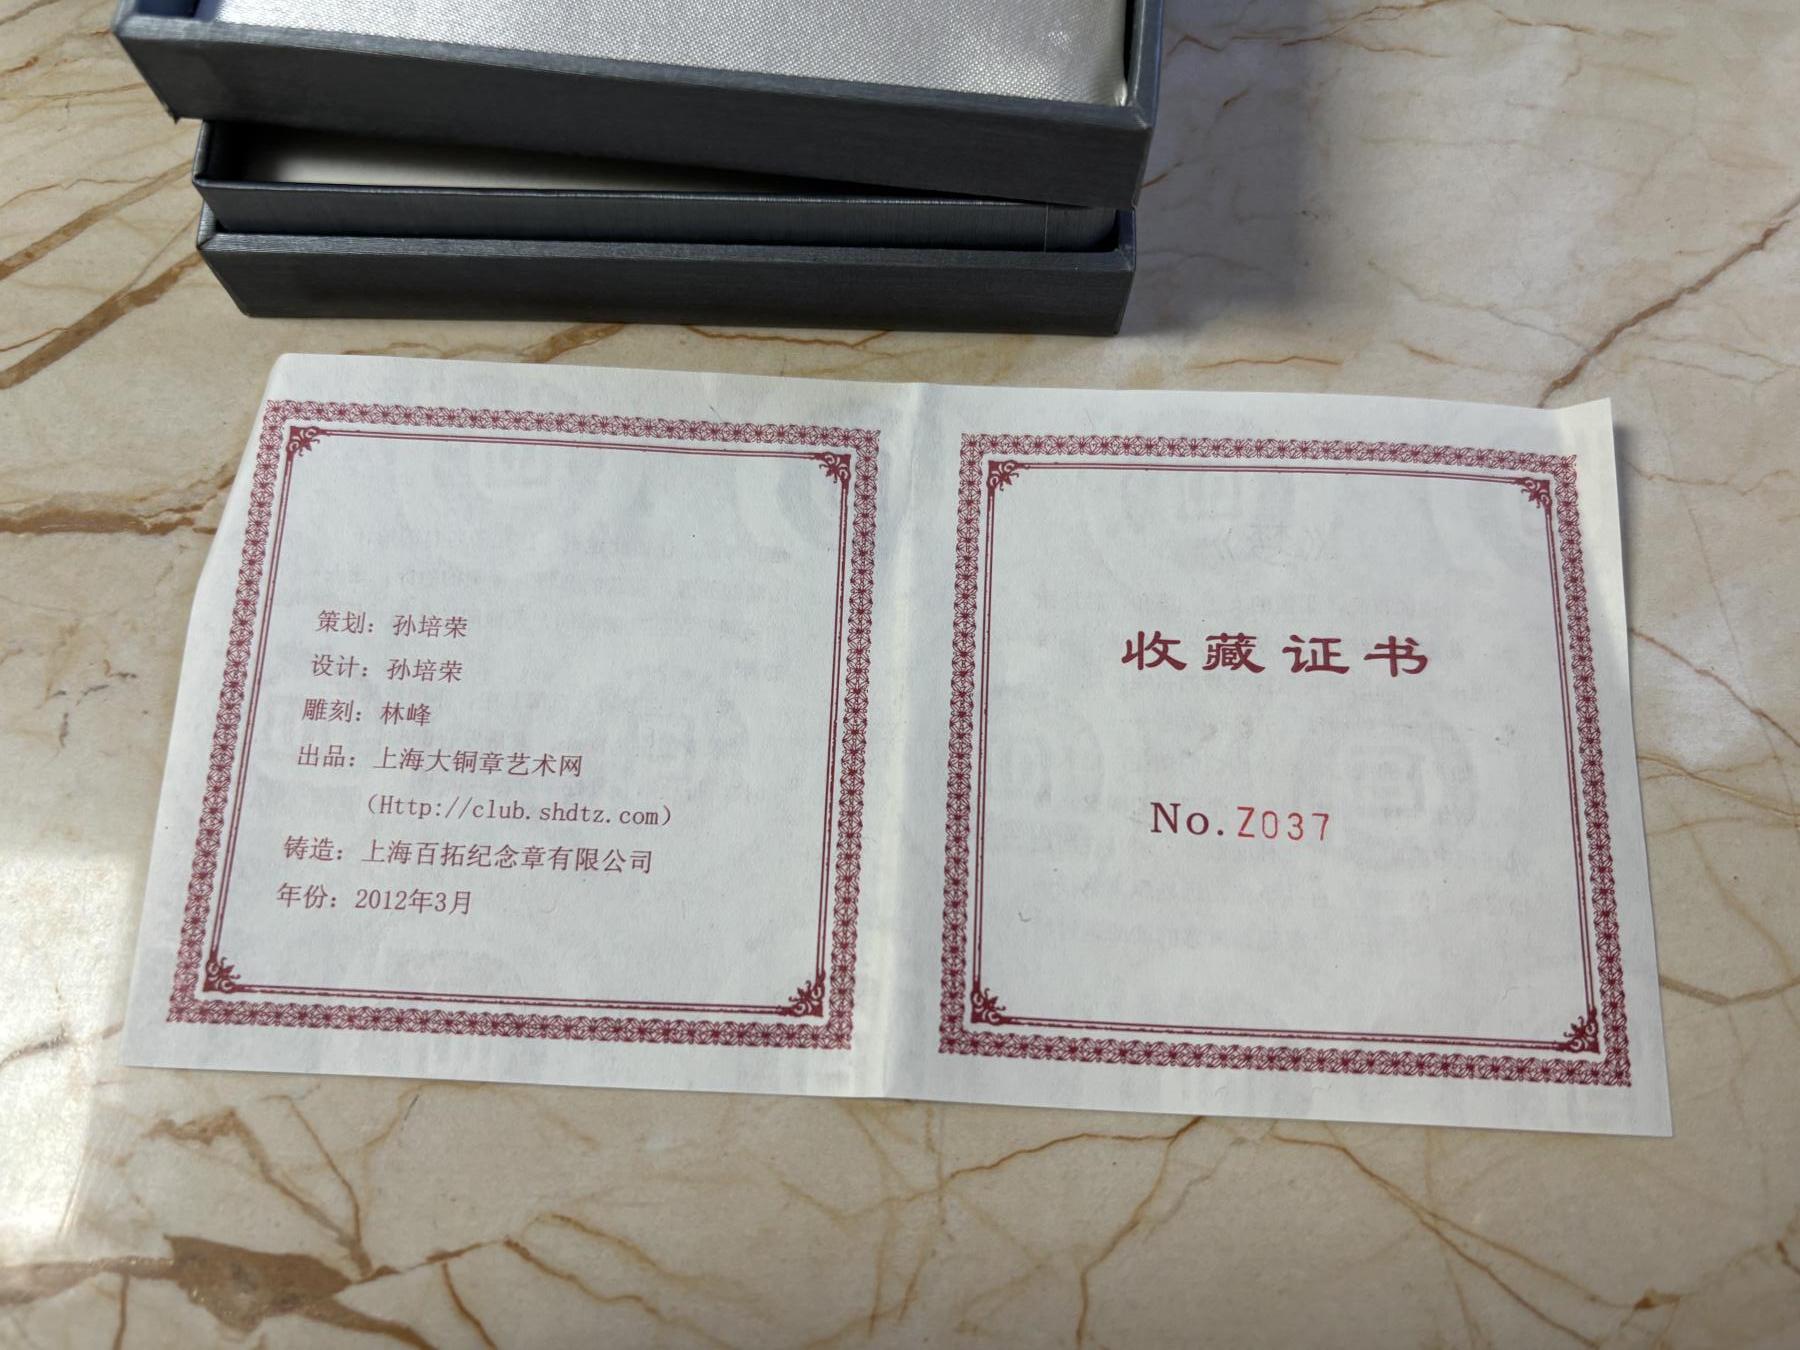 策划：孙培荣
设计：孙培荣
雕刻：林峰
出品：上海大铜章艺术网
（Http://club.shdtz.com）
铸造：上海百拓纪念章有限公司
年份：2012年3月
收藏证书
No.Z037